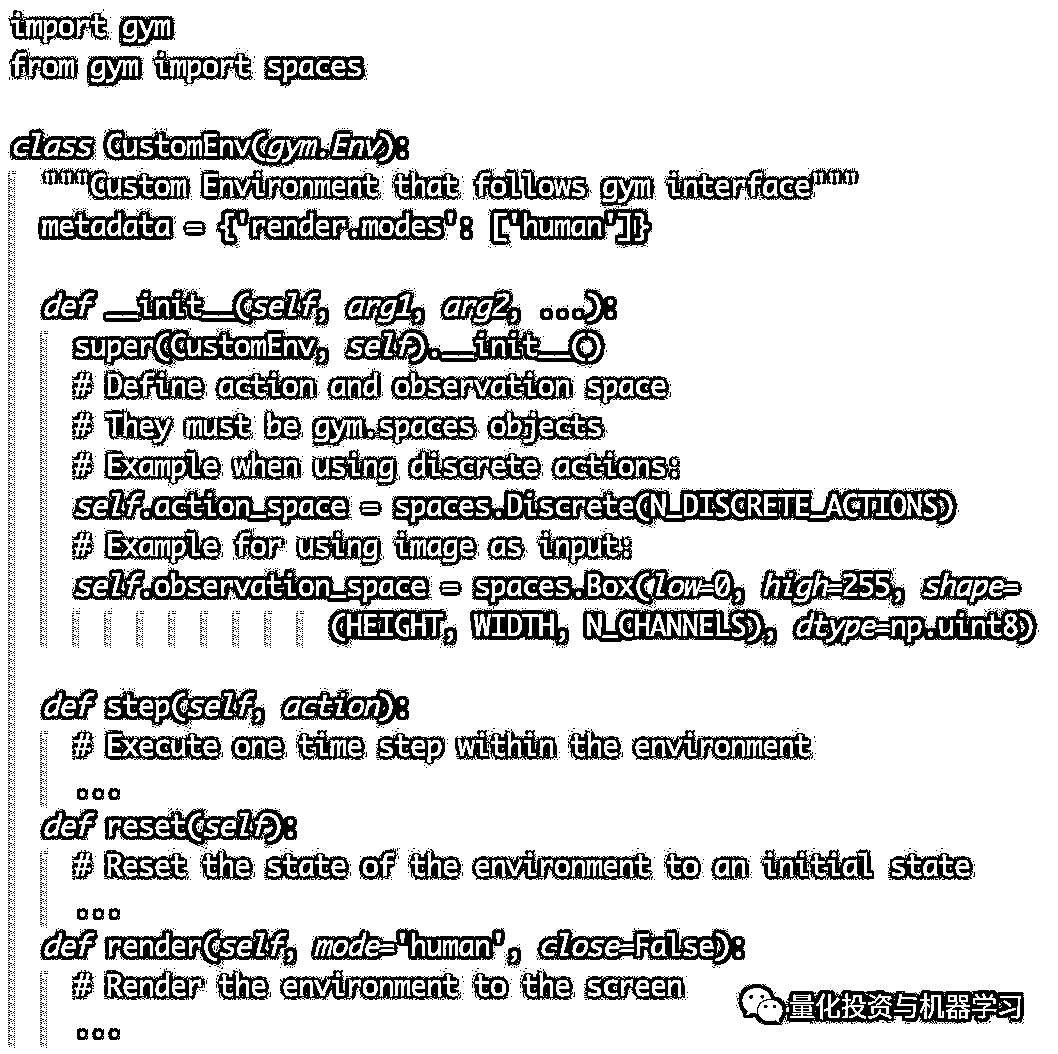 import gym
from gym import spaces

class CustomEnv(gym.Env):
  """Custom Environment that follows gym interface"""
  metadata = {'render.modes': ['human']}

  def __init__(self, arg1, arg2, ...):
    super(CustomEnv, self).__init__()
    # Define action and observation space
    # They must be gym.spaces objects
    # Example when using discrete actions:
    self.action_space = spaces.Discrete(N_DISCRETE_ACTIONS)
    # Example for using image as input:
    self.observation_space = spaces.Box(low=0, high=255, shape=
                    (HEIGHT, WIDTH, N_CHANNELS), dtype=np.uint8)

  def step(self, action):
    # Execute one time step within the environment
    ...
  def reset(self):
    # Reset the state of the environment to an initial state
    ...
  def render(self, mode='human', close=False):
    # Render the environment to the screen
    ...
量化投资与机器学习